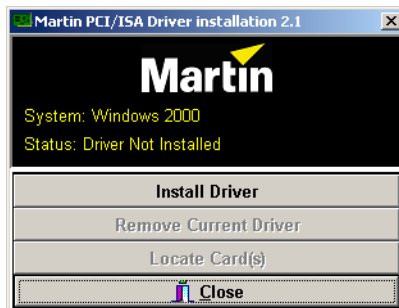 Martin PCI/ISA Driver installation 2.1
Martin
System: Windows 2000
Status: Driver Not Installed
Install Driver
Remove Current Driver
Locate Card(s)
Close